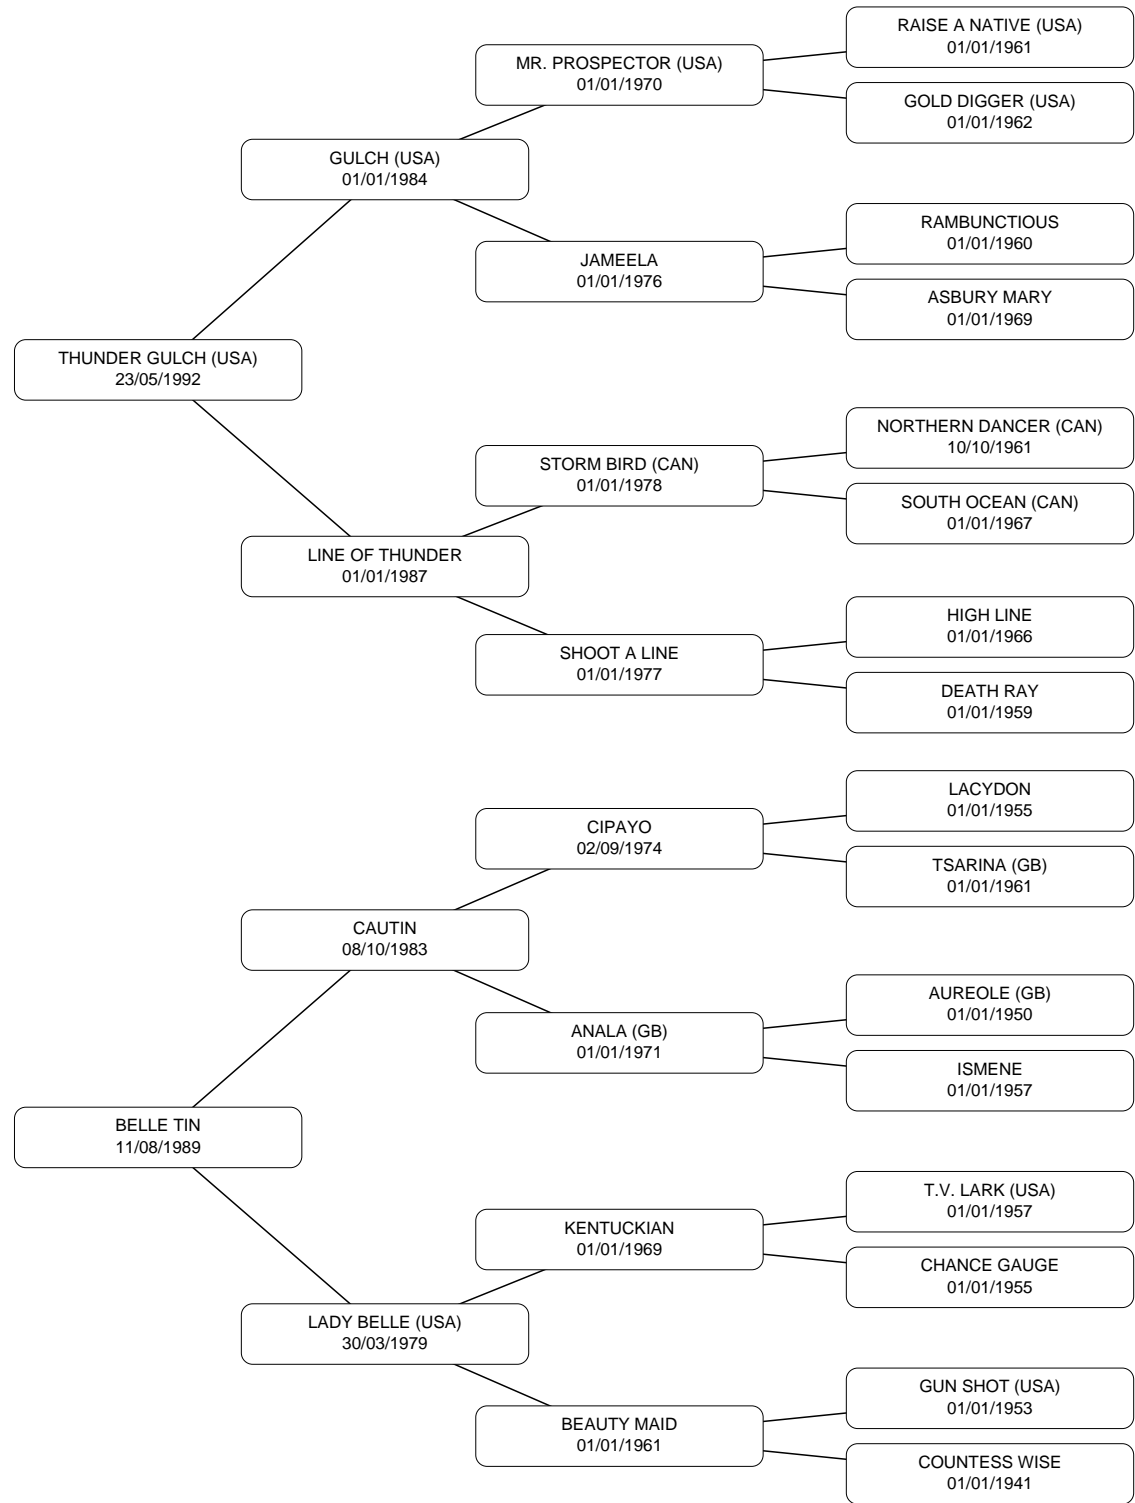 RAISE A NATIVE (USA)
01/01/1961
MR. PROSPECTOR (USA)
01/01/1970
GOLD DIGGER (USA)
01/01/1962
GULCH (USA)
01/01/1984
RAMBUNCTIOUS
01/01/1960
JAMEELA
01/01/1976
ASBURY MARY
01/01/1969
THUNDER GULCH (USA)
23/05/1992
NORTHERN DANCER (CAN)
10/10/1961
STORM BIRD (CAN)
01/01/1978
SOUTH OCEAN (CAN)
01/01/1967
LINE OF THUNDER
01/01/1987
HIGH LINE
01/01/1966
SHOOT A LINE
01/01/1977
DEATH RAY
01/01/1959
LACYDON
01/01/1955
CIPAYO
02/09/1974
TSARINA (GB)
01/01/1961
CAUTIN
08/10/1983
AUREOLE (GB)
01/01/1950
ANALA (GB)
01/01/1971
ISMENE
01/01/1957
BELLE TIN
11/08/1989
T.V. LARK (USA)
01/01/1957
KENTUCKIAN
01/01/1969
CHANCE GAUGE
01/01/1955
LADY BELLE (USA)
30/03/1979
GUN SHOT (USA)
01/01/1953
BEAUTY MAID
01/01/1961
COUNTESS WISE
01/01/1941